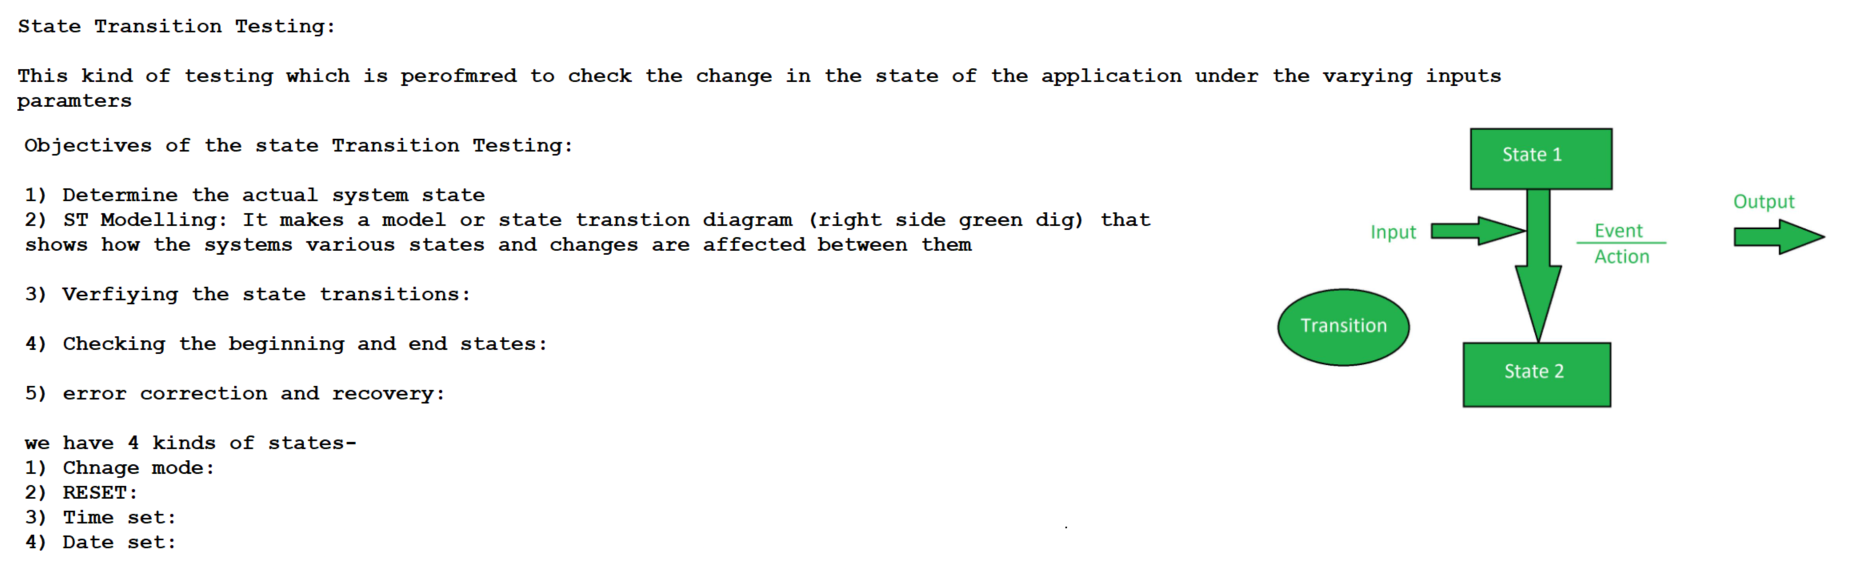 State Transition Testing:
This kind of testing which is perofmred to check the change in the state of the application under the varying inputs
paramters
Objectives of the state Transition Testing:
1) Determine the actual system state
2) ST Modelling: It makes a model or state transtion diagram (right side green dig) that
shows how the systems various states and changes are affected between them
3) Verfiying the state transitions:
4) Checking the beginning and end states:
5) error correction and recovery:
we have 4 kinds of states-
1) Chnage mode:
2) RESET:
3) Time set:
4) Date set:
State 1
Output
Input
Event
Action
Transition
State 2